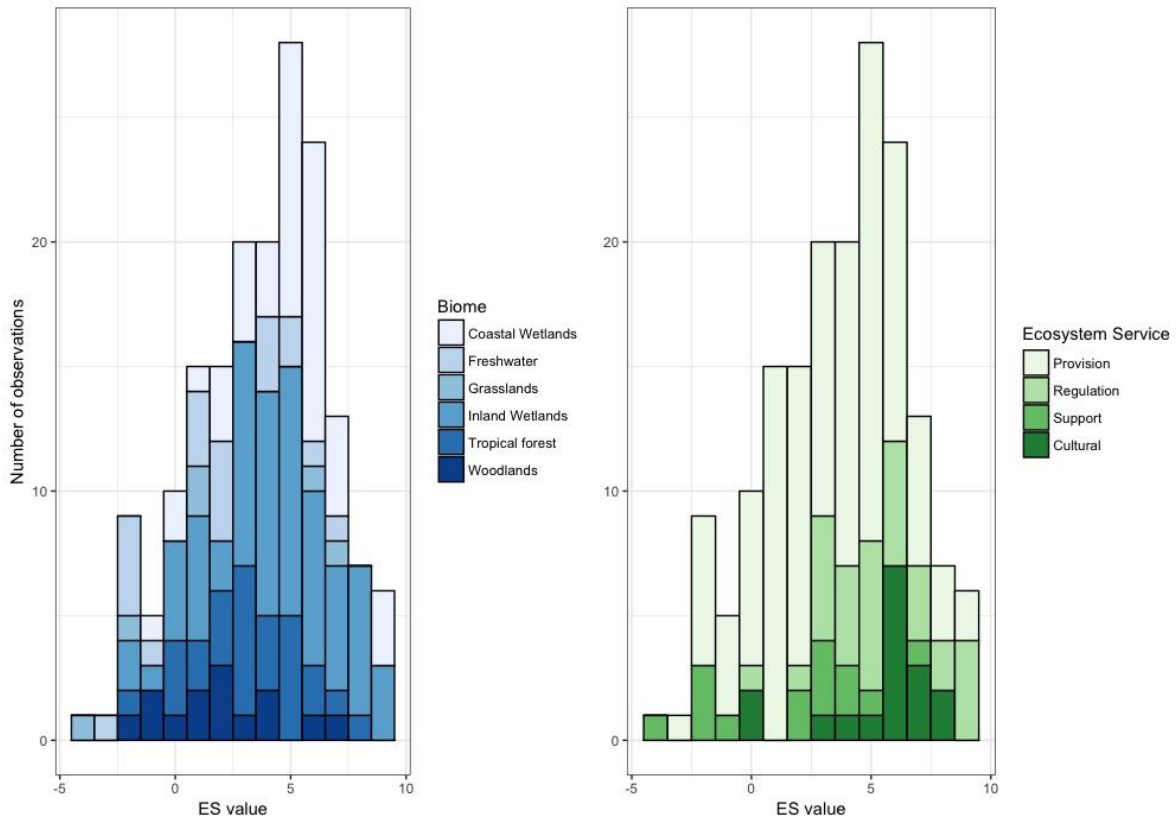 Number of observations
20
10
0
-5
0
5
10
ES value
Biome
Coastal Wetlands
Freshwater
Grasslands
Inland Wetlands
Tropical forest
Woodlands
20
10
0
-5
0
5
10
ES value
Ecosystem Service
Provision
Regulation
Support
Cultural